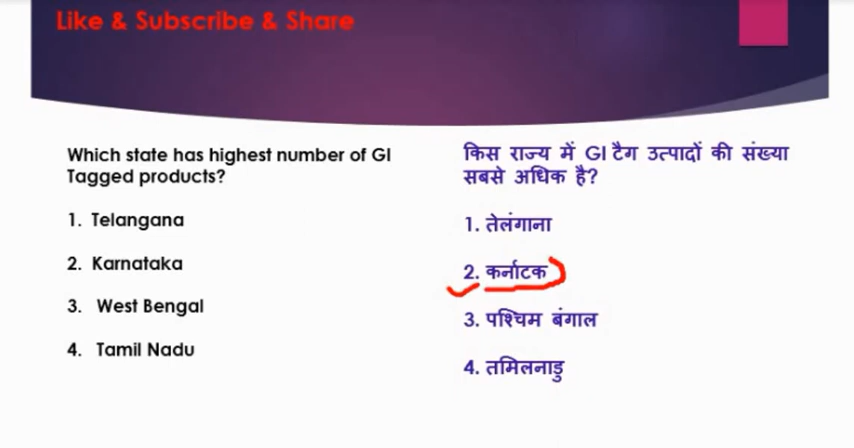 Like & Subscribe & Share
Which state has highest number of GI
Tagged products?
1. Telangana
2. Karnataka
3. West Bengal
4. Tamil Nadu
किस राज्य में GI टैग उत्पादों की संख्या
सबसे अधिक है?
1. तेलंगाना
2. कर्नाटक
3. पश्चिम बंगाल
4. तमिलनाडु